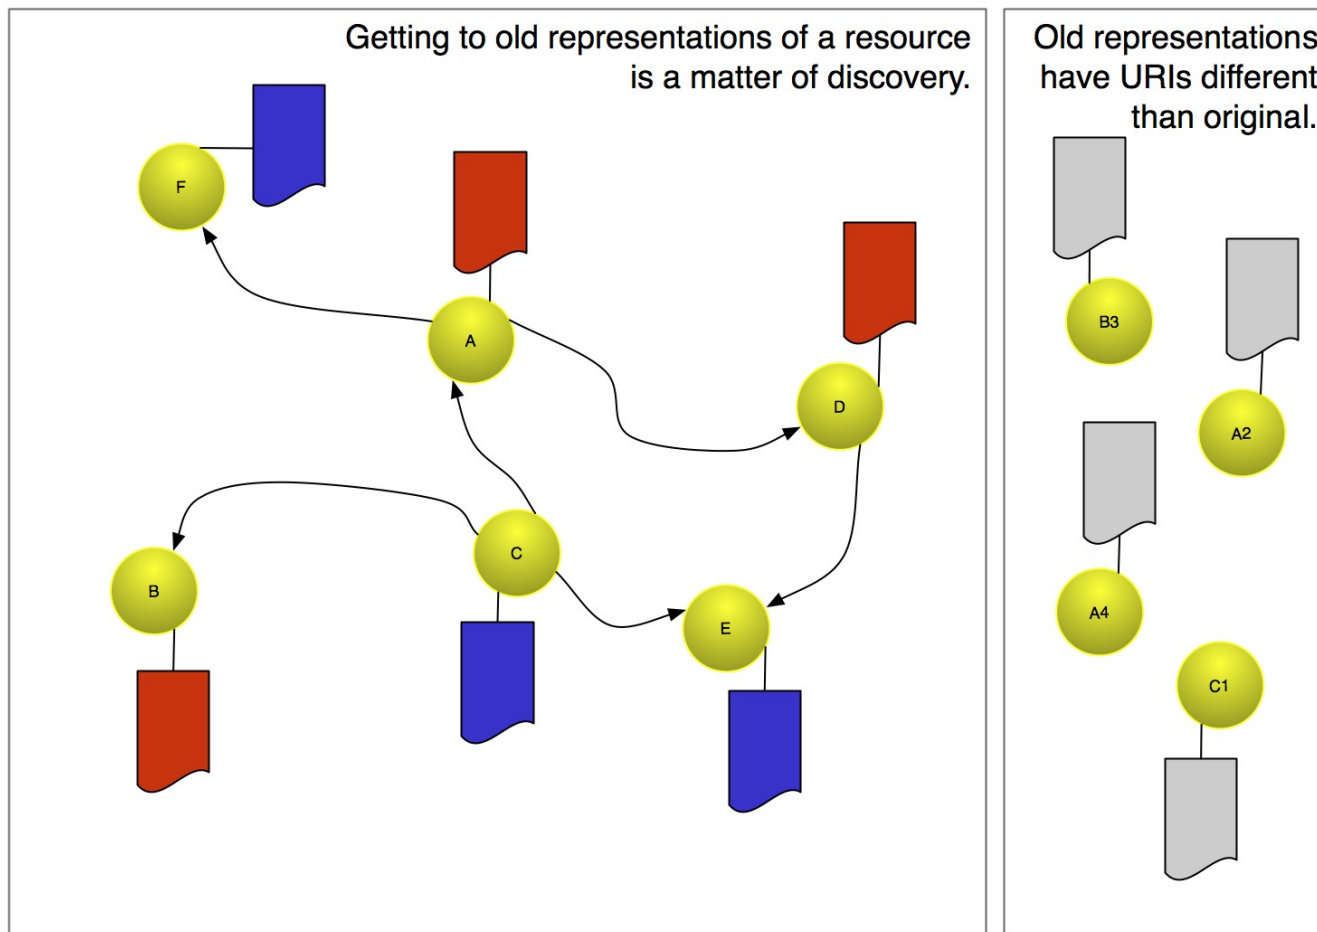 Getting to old representations of a resource
is a matter of discovery.
Old representations
have URIs different
than original.
F
A
D
B
C
E
B3
A2
A4
C1